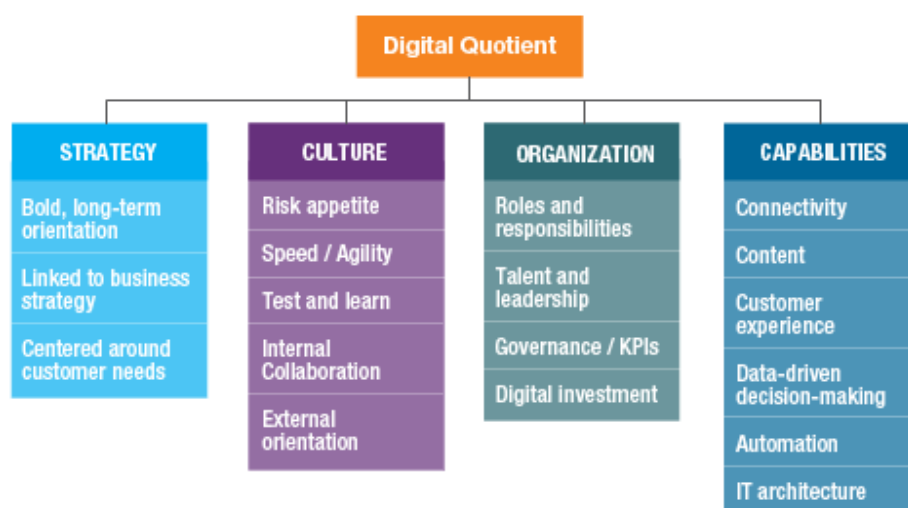 Digital Quotient
STRATEGY
Bold, long-term
orientation
Linked to business
strategy
Centered around
customer needs
CULTURE
Risk appetite
Speed / Agility
Test and learn
Internal
Collaboration
External
orientation
ORGANIZATION
Roles and
responsibilities
Talent and
leadership
Governance / KPIs
Digital investment
CAPABILITIES
Connectivity
Content
Customer
experience
Data-driven
decision-making
Automation
IT architecture